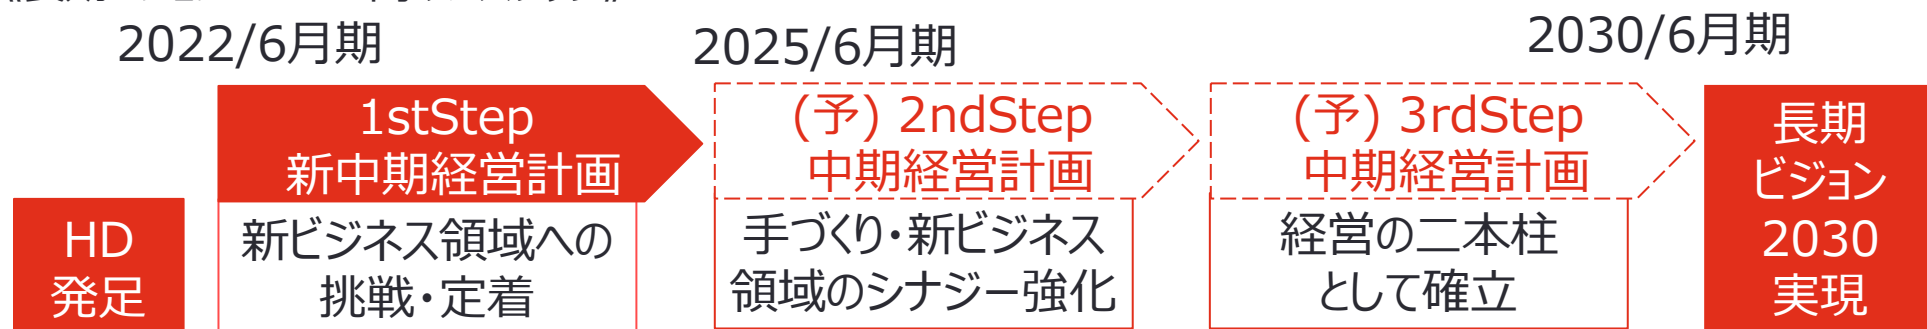 2022/6月期
2025/6月期
2030/6月期
HD
発足
1stStep
新中期経営計画
新ビジネス領域への
挑戦・定着
(予) 2ndStep
中期経営計画
手づくり・新ビジネス
領域のシナジー強化
(予) 3rdStep
中期経営計画
経営の二本柱
として確立
長期
ビジョン
2030
実現